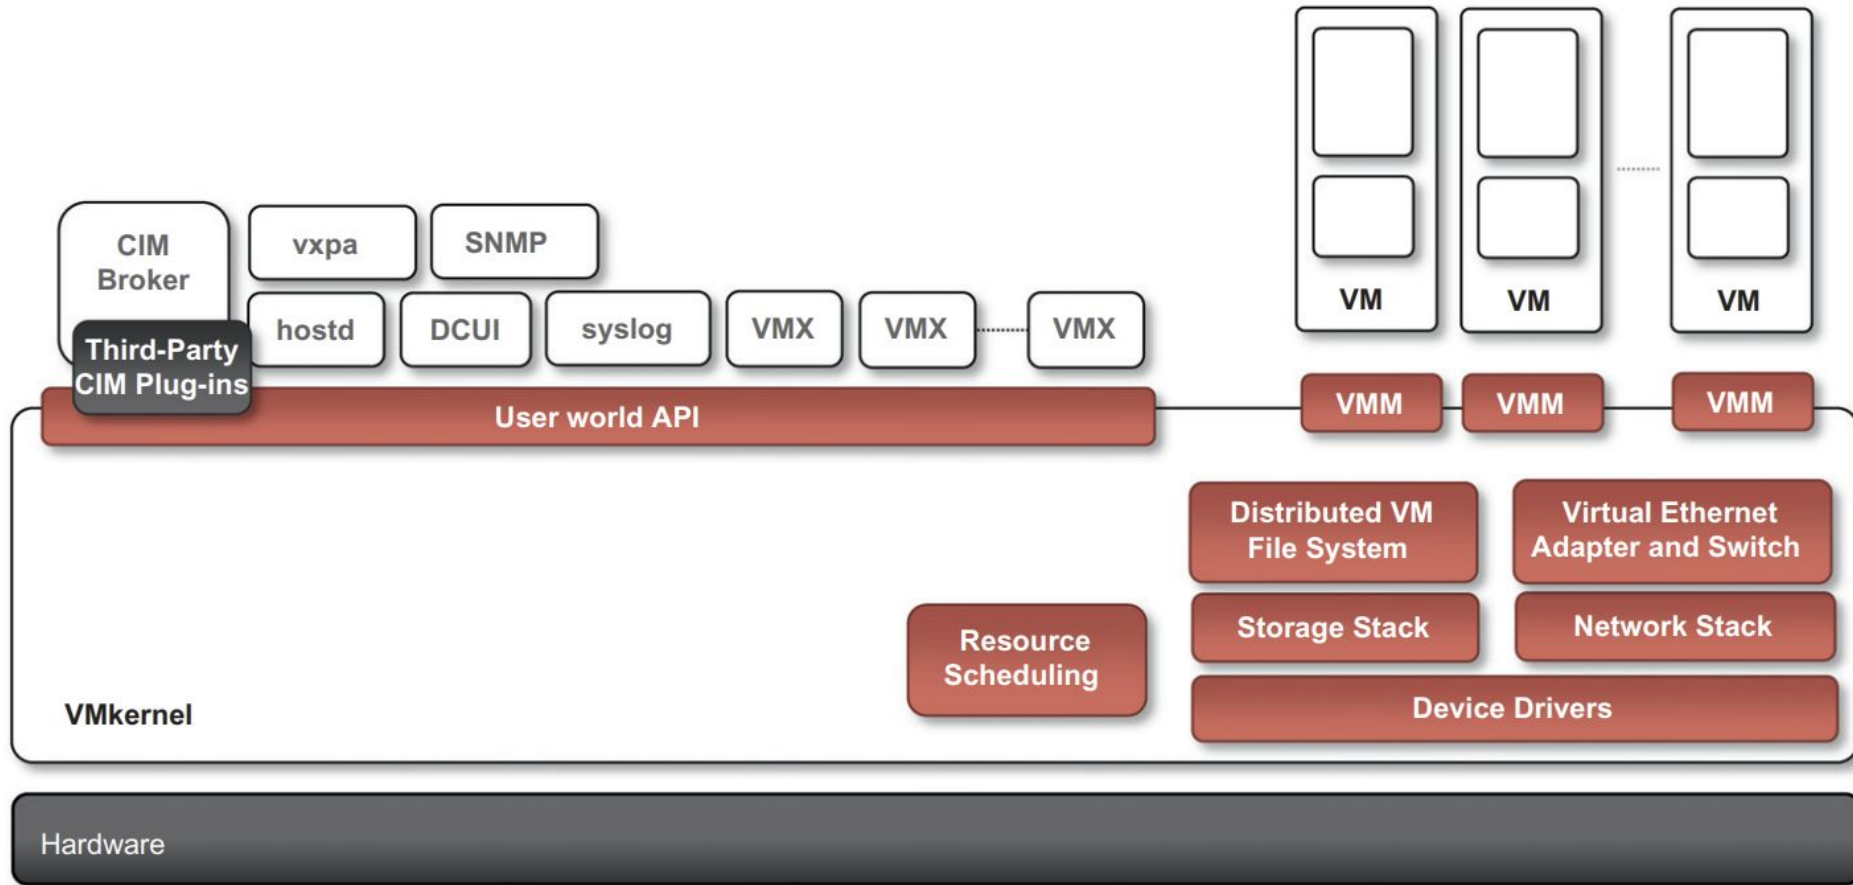 CIM
Broker
vxpa
SNMP
hostd
DCUI
syslog
VMX
VMX
VMX
Third-Party
CIM Plug-ins
User world API
VM
VM
VM
VMM
VMM
VMM
Distributed VM
File System
Virtual Ethernet
Adapter and Switch
Storage Stack
Network Stack
Resource
Scheduling
Device Drivers
VMkernel
Hardware